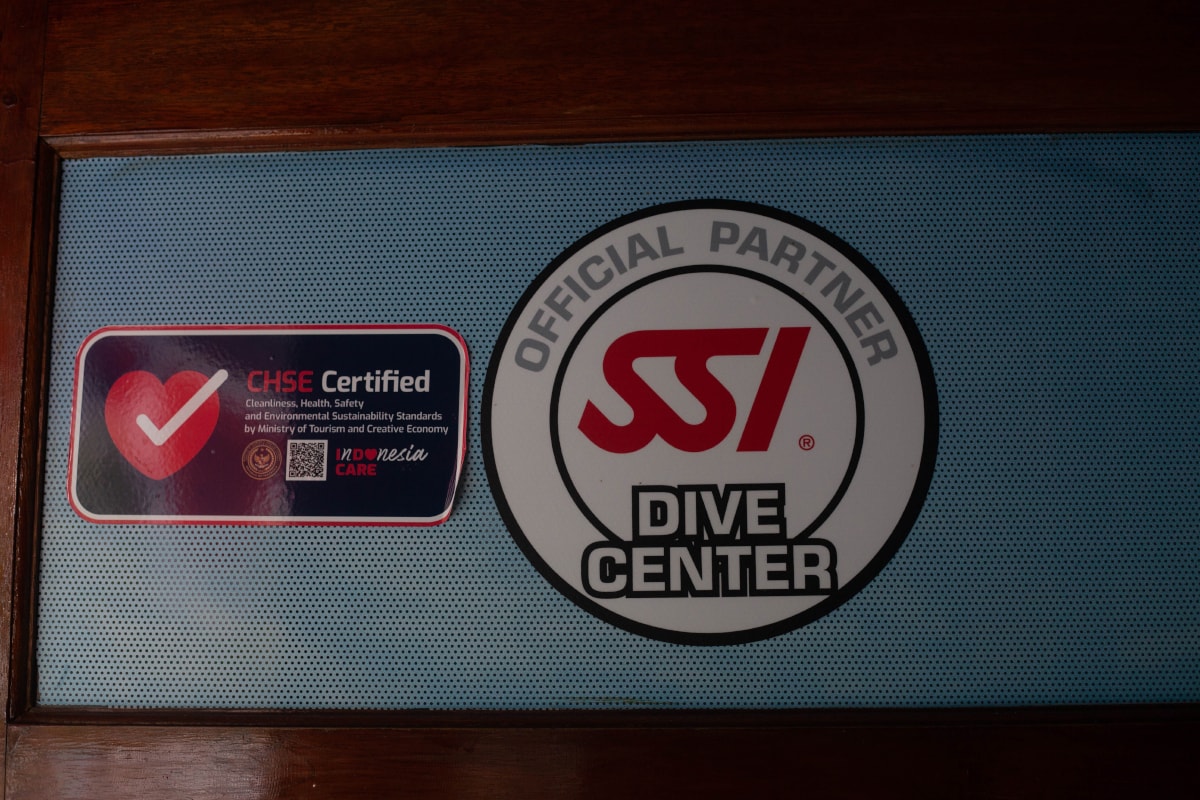 CHSE Certified
Cleanliness, Health, Safety
and Environmental Sustainability Standards
by Ministry of Tourism and Creative Economy
INDONesia
CARE
OFFICIAL PARTNER
SSI®
DIVE
CENTER